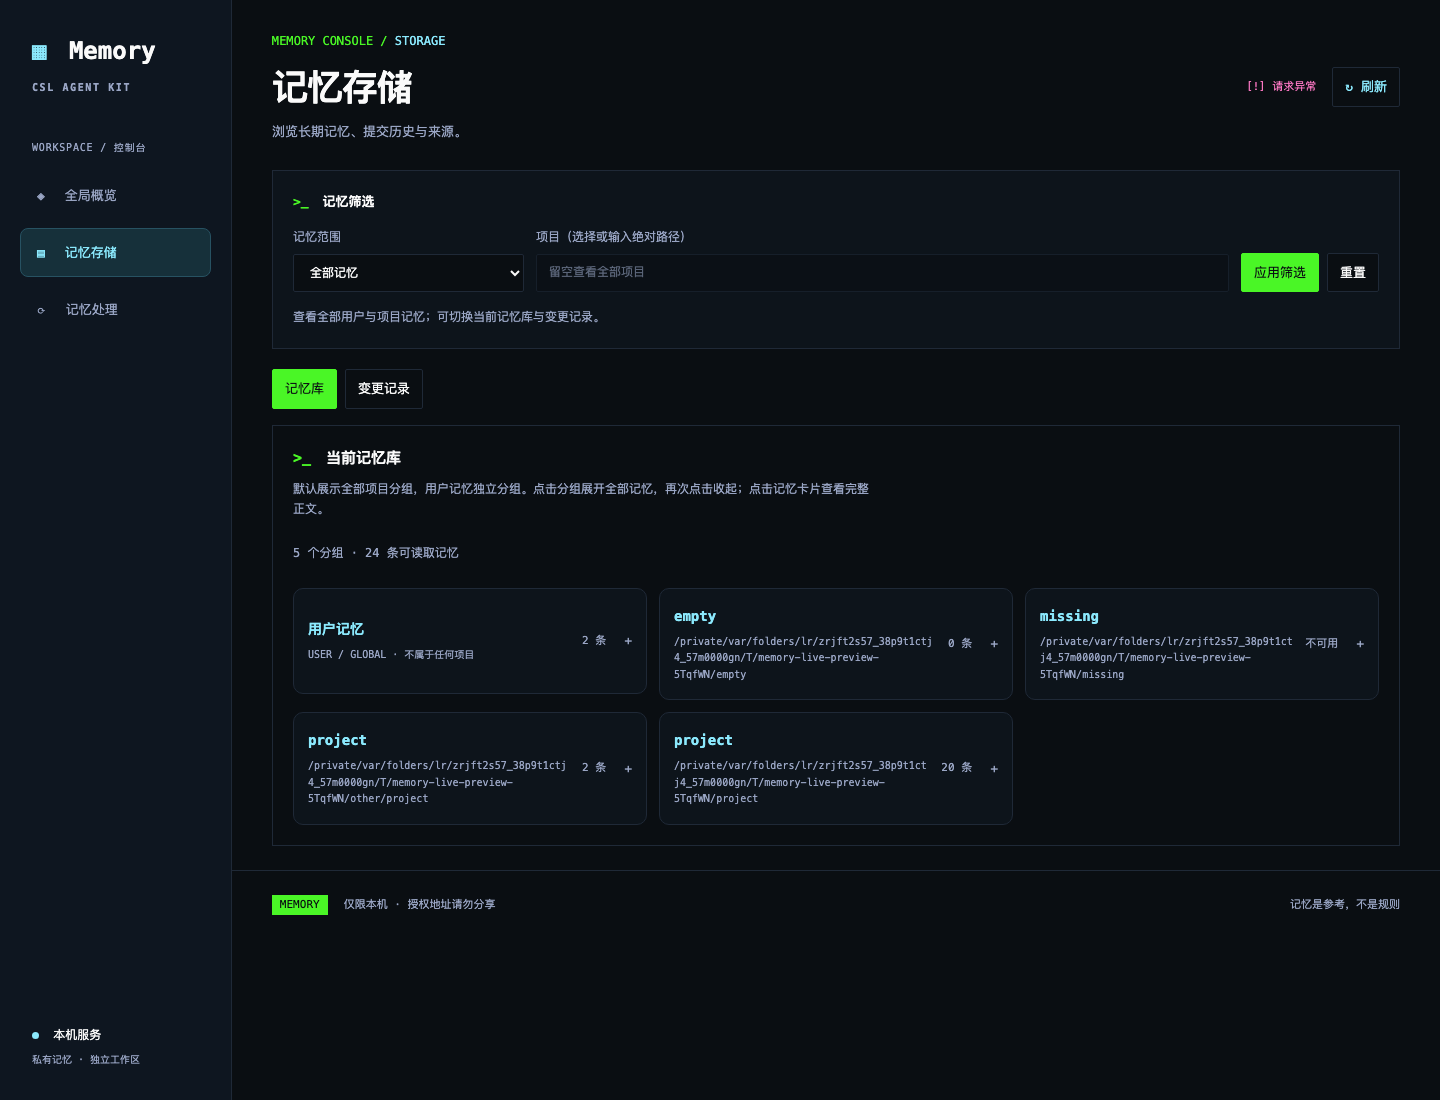 ▦ Memory
CSL AGENT KIT
WORKSPACE / 控制台
◆ 全局概览
▤ 记忆存储
⟳ 记忆处理
本机服务
私有记忆 · 独立工作区
MEMORY CONSOLE / STORAGE
记忆存储
浏览长期记忆、提交历史与来源。
[!] 请求异常
↻ 刷新
>_ 记忆筛选
记忆范围
项目（选择或输入绝对路径）
全部记忆
留空查看全部项目
应用筛选
重置
查看全部用户与项目记忆；可切换当前记忆库与变更记录。
记忆库
变更记录
>_ 当前记忆库
默认展示全部项目分组，用户记忆独立分组。点击分组展开全部记忆，再次点击收起；点击记忆卡片查看完整
正文。
5 个分组 · 24 条可读取记忆
用户记忆
USER / GLOBAL · 不属于任何项目
2 条 +
empty
/private/var/folders/lr/zrjft2s57_38p9t1ctj
4_57m0000gn/T/memory-live-preview-
5TqfWN/empty
0 条 +
missing
/private/var/folders/lr/zrjft2s57_38p9t1ct
j4_57m0000gn/T/memory-live-preview-
5TqfWN/missing
不可用 +
project
/private/var/folders/lr/zrjft2s57_38p9t1ctj
4_57m0000gn/T/memory-live-preview-
5TqfWN/other/project
2 条 +
project
/private/var/folders/lr/zrjft2s57_38p9t1ct
j4_57m0000gn/T/memory-live-preview-
5TqfWN/project
20 条 +
MEMORY
仅限本机 · 授权地址请勿分享
记忆是参考，不是规则